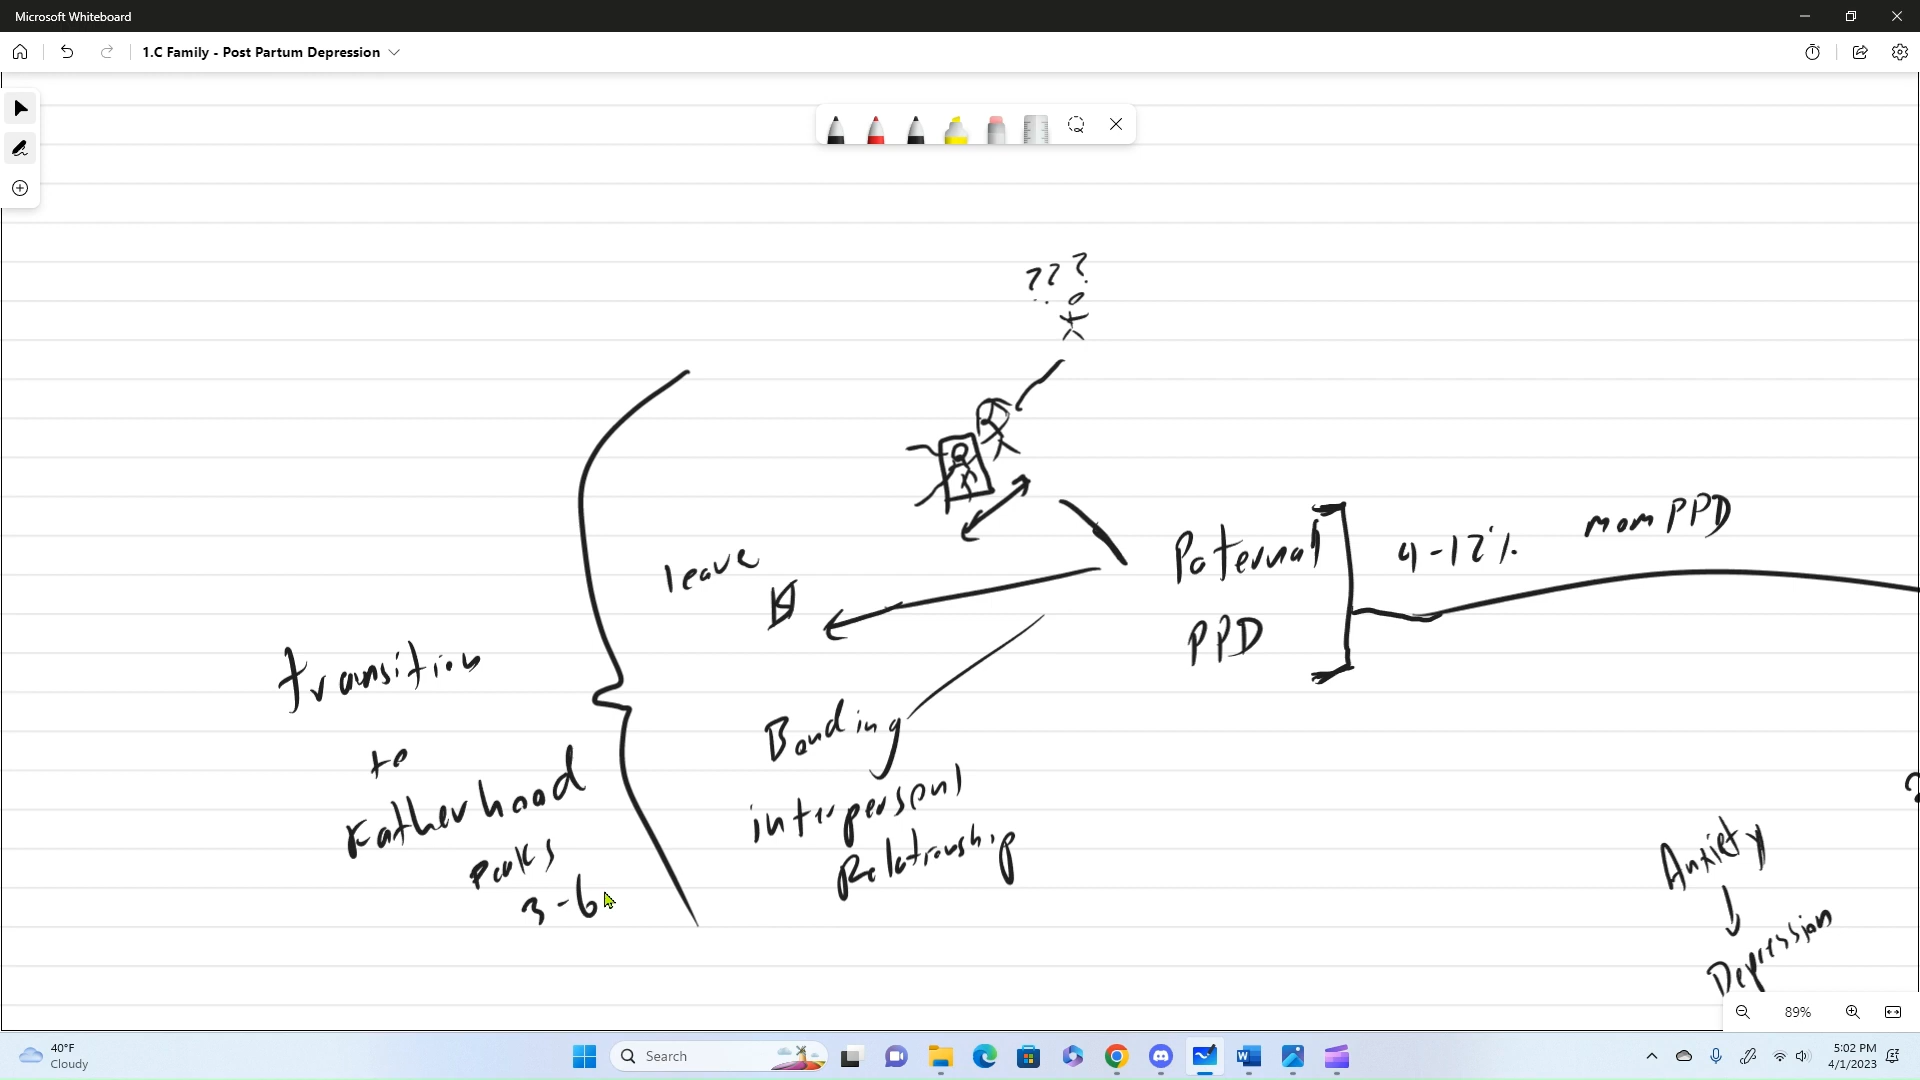 Microsoft Whiteboard
1.C Family - Post Partum Depression
? ? ?
mom PPD
Paternal
4-12%
leave
PPD
transition
Bonding
to
interpersonl
Fatherhood
Relationship
peaks
3-6
Anxiety
Depression
89%
40°F
Cloudy
Search
5:02 PM
4/1/2023